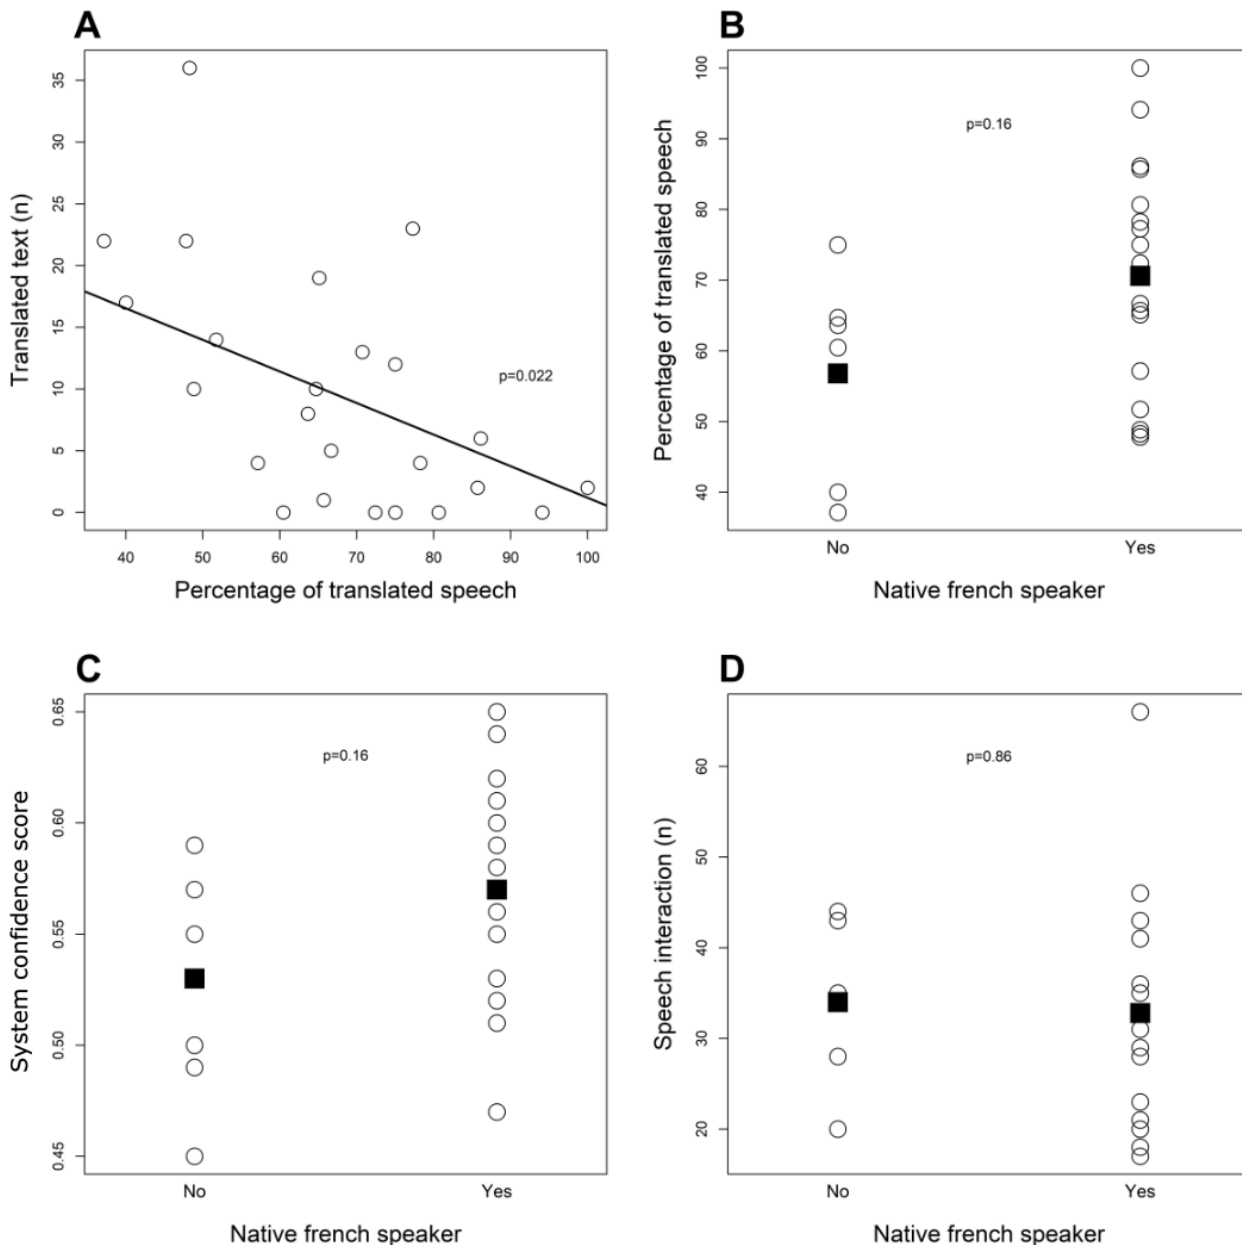 A
35
30
25
20
15
10
5
0
Translated text (n)
p=0.022
40 50 60 70 80 90 100
Percentage of translated speech
B
100
90
80
70
60
50
40
Percentage of translated speech
p=0.16
No Yes
Native french speaker
C
0.65
0.60
0.55
0.50
0.45
System confidence score
p=0.16
No Yes
Native french speaker
D
60
50
40
30
20
Speech interaction (n)
p=0.86
No Yes
Native french speaker